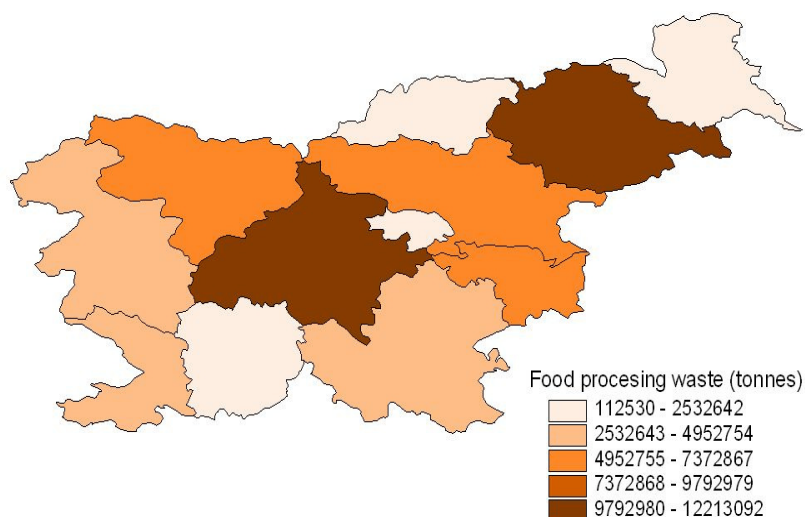 Food procesing waste (tonnes)
112530 - 2532642
2532643 - 4952754
4952755 - 7372867
7372868 - 9792979
9792980 - 12213092